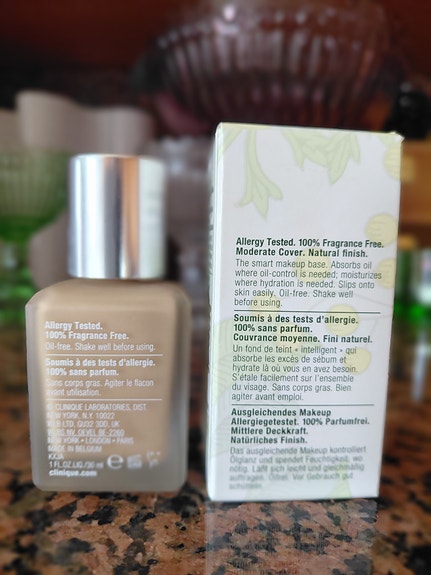 Allergy Tested.
100% Fragrance Free.
Oil-free. Shake well before using.
Soumis à des tests d'allergie.
100% sans parfum.
Sans corps gras. Agiter le flacon
avant utilisation.
© CLINIQUE LABORATORIES, DIST.
NEW YORK, N.Y. 10022
GU32 3DD, UK
BE-2260
NEW YORK • LONDON • PARIS
MADE IN BELGIUM
1 FL.OZ.LIQ./30 ml
clinique.com
Allergy Tested. 100% Fragrance Free.
Moderate Cover. Natural finish.
The smart makeup base. Absorbs oil
where oil-control is needed; moisturizes
where hydration is needed. Slips onto
skin easily. Oil-free. Shake well
before using.
Soumis à des tests d'allergie.
100% sans parfum.
Couvrance moyenne. Fini naturel.
Un fond de teint « intelligent » qui
absorbe les excès de sébum et
hydrate là où vous en avez besoin.
S'étale facilement sur l'ensemble
du visage. Sans corps gras. Bien
agiter avant emploi.
Ausgleichendes Makeup
Allergiegetestet. 100% Parfumfrei.
Mittlere Deckkraft.
Natürliches Finish.
Das ausgleichende Makeup kontrolliert
Ölglanz und spendet Feuchtigkeit, wo
nötig. Läßt sich leicht und gleichmäßig
auftragen. Ölfrei. Vor Gebrauch gut
schütteln.